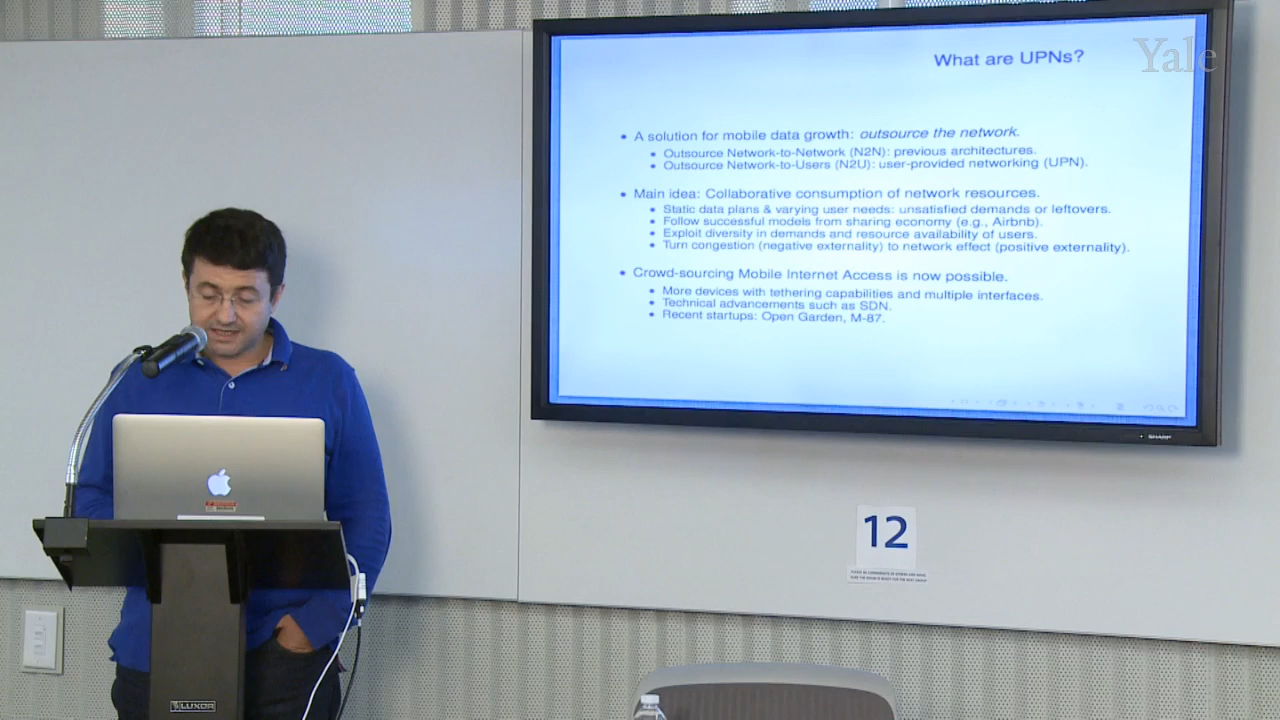 Yale
What are UPNs?
• A solution for mobile data growth: outsource the network.
• Outsource Network-to-Network (N2N): previous architectures.
• Outsource Network-to-Users (N2U): user-provided networking (UPN).
• Main idea: Collaborative consumption of network resources.
• Static data plans & varying user needs: unsatisfied demands or leftovers.
• Follow successful models from sharing economy (e.g., Airbnb).
• Exploit diversity in demands and resource availability of users.
• Turn congestion (negative externality) to network effect (positive externality).
• Crowd-sourcing Mobile Internet Access is now possible.
• More devices with tethering capabilities and multiple interfaces.
• Technical advancements such as SDN.
• Recent startups: Open Garden, M-87.
SHARP
12
LUXOR